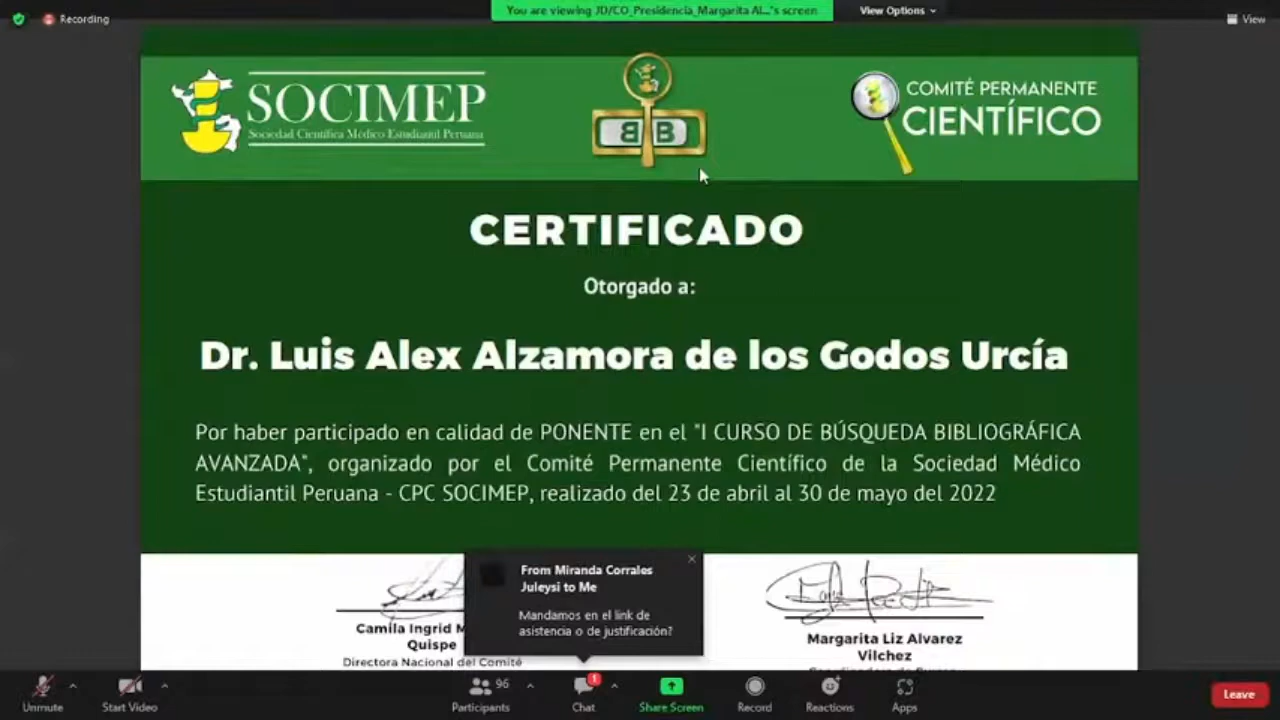 Recording
You are viewing JD/CO_Presidencia_Margarita Al...'s screen
View Options
View
SOCIMEP
Sociedad Científica Médico Estudiantil Peruana
B B
COMITÉ PERMANENTE
CIENTÍFICO
CERTIFICADO
Otorgado a:
Dr. Luis Alex Alzamora de los Godos Urcía
Por haber participado en calidad de PONENTE en el "I CURSO DE BÚSQUEDA BIBLIOGRÁFICA
AVANZADA", organizado por el Comité Permanente Científico de la Sociedad Médico
Estudiantil Peruana - CPC SOCIMEP, realizado del 23 de abril al 30 de mayo del 2022
From Miranda Corrales
Juleysi to Me
Mandamos en el link de
asistencia o de justificación?
Camila Ingrid M
Quispe
Directora Nacional del Comité
Margarita Liz Alvarez
Vilchez
Unmute
Start Video
96
Participants
1
Chat
Share Screen
Record
Reactions
Apps
Leave